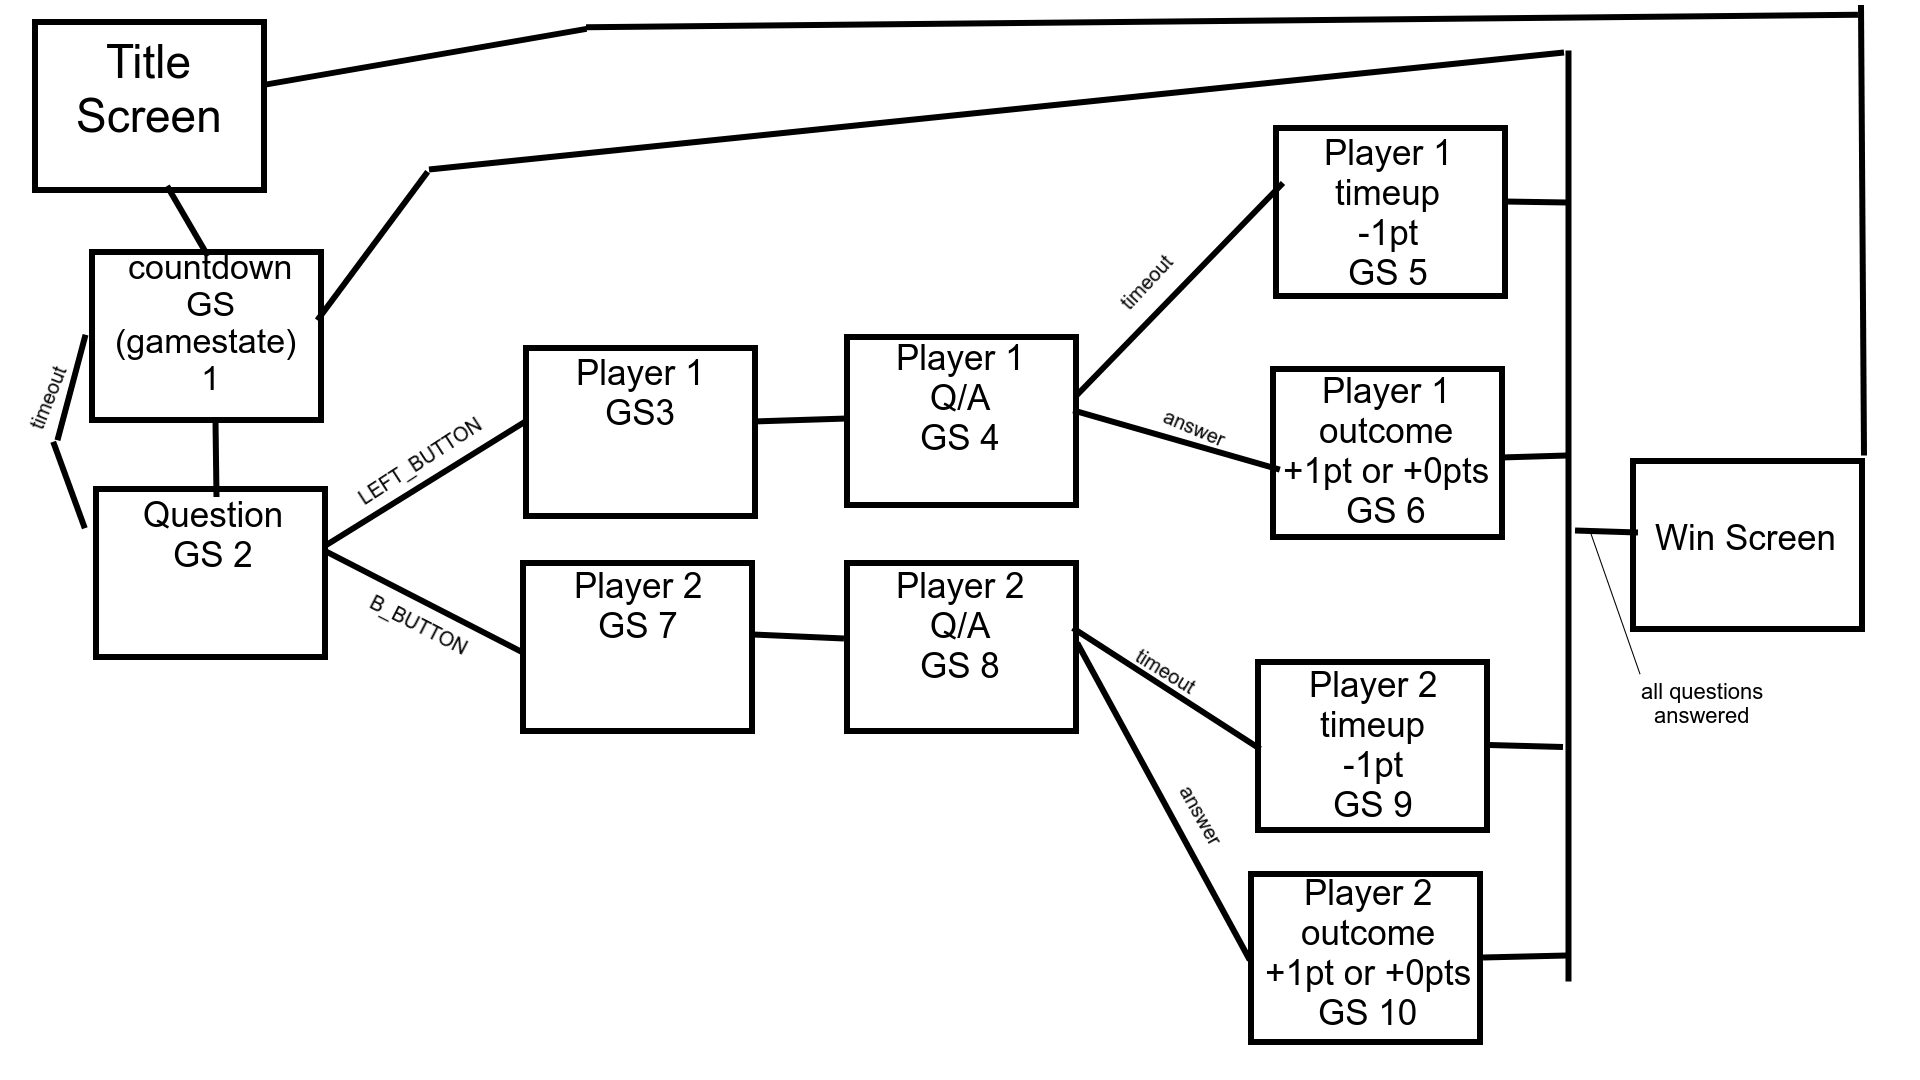 Title
Screen
countdown
GS
(gamestate)
1
timeout
Question
GS 2
LEFT_BUTTON
B_BUTTON
Player 1
GS3
Player 2
GS 7
Player 1
Q/A
GS 4
Player 2
Q/A
GS 8
timeout
answer
timeout
answer
Player 1
timeup
-1pt
GS 5
Player 1
outcome
+1pt or +0pts
GS 6
Player 2
timeup
-1pt
GS 9
Player 2
outcome
+1pt or +0pts
GS 10
Win Screen
all questions
answered